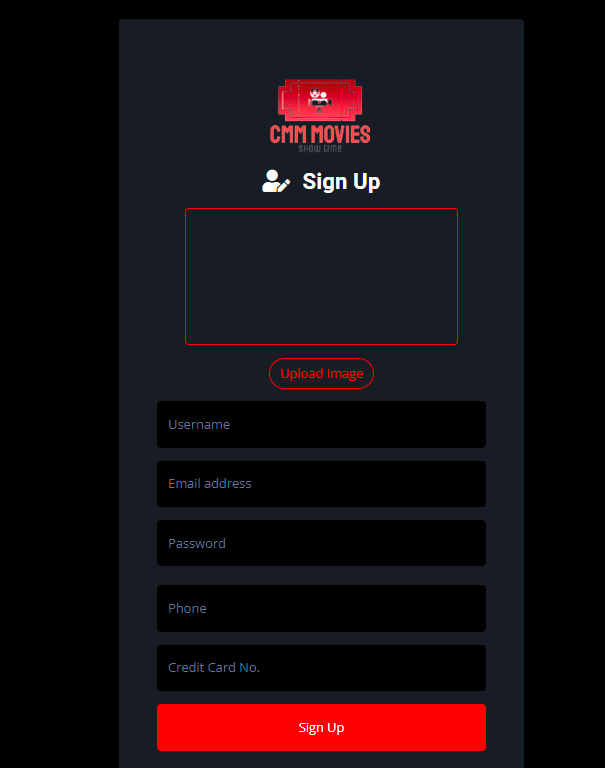 CMM MOVIES
SHOW TIME
Sign Up
Upload Image
Username
Email address
Password
Phone
Credit Card No.
Sign Up